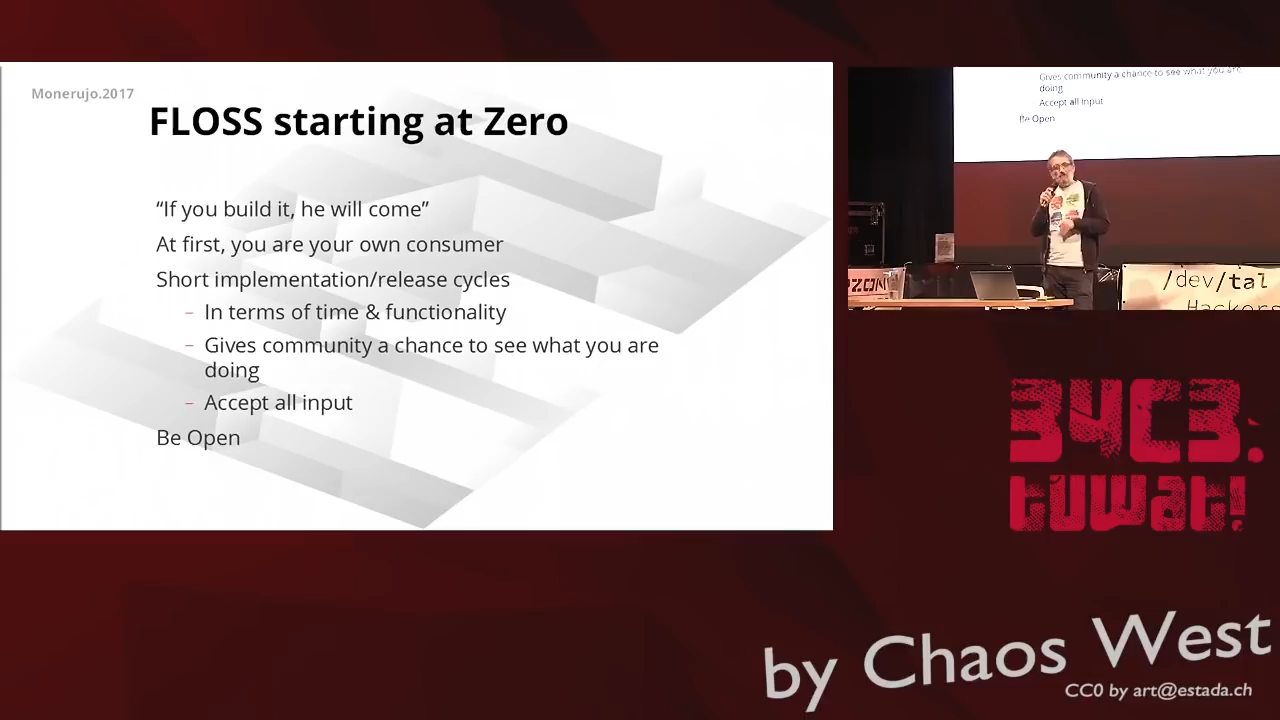 Monerujo.2017
FLOSS starting at Zero
“If you build it, he will come”
At first, you are your own consumer
Short implementation/release cycles
– In terms of time & functionality
– Gives community a chance to see what you are
doing
– Accept all input
Be Open
Gives community a chance to see what you are
doing
Accept all input
Be Open
/dev/tal
Hackers
34C3:
tuwat!
by Chaos West
CC0 by art@estada.ch